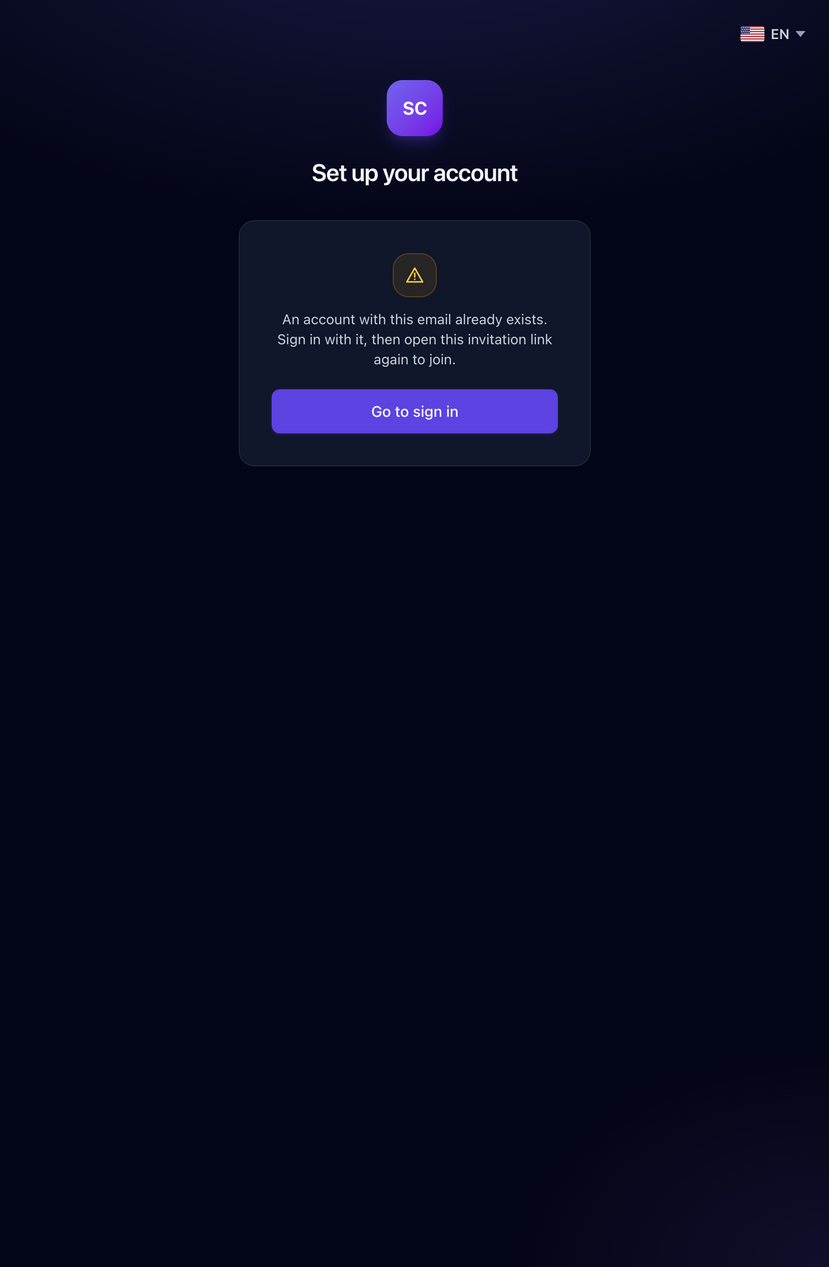 EN
SC
Set up your account
An account with this email already exists.
Sign in with it, then open this invitation link
again to join.
Go to sign in